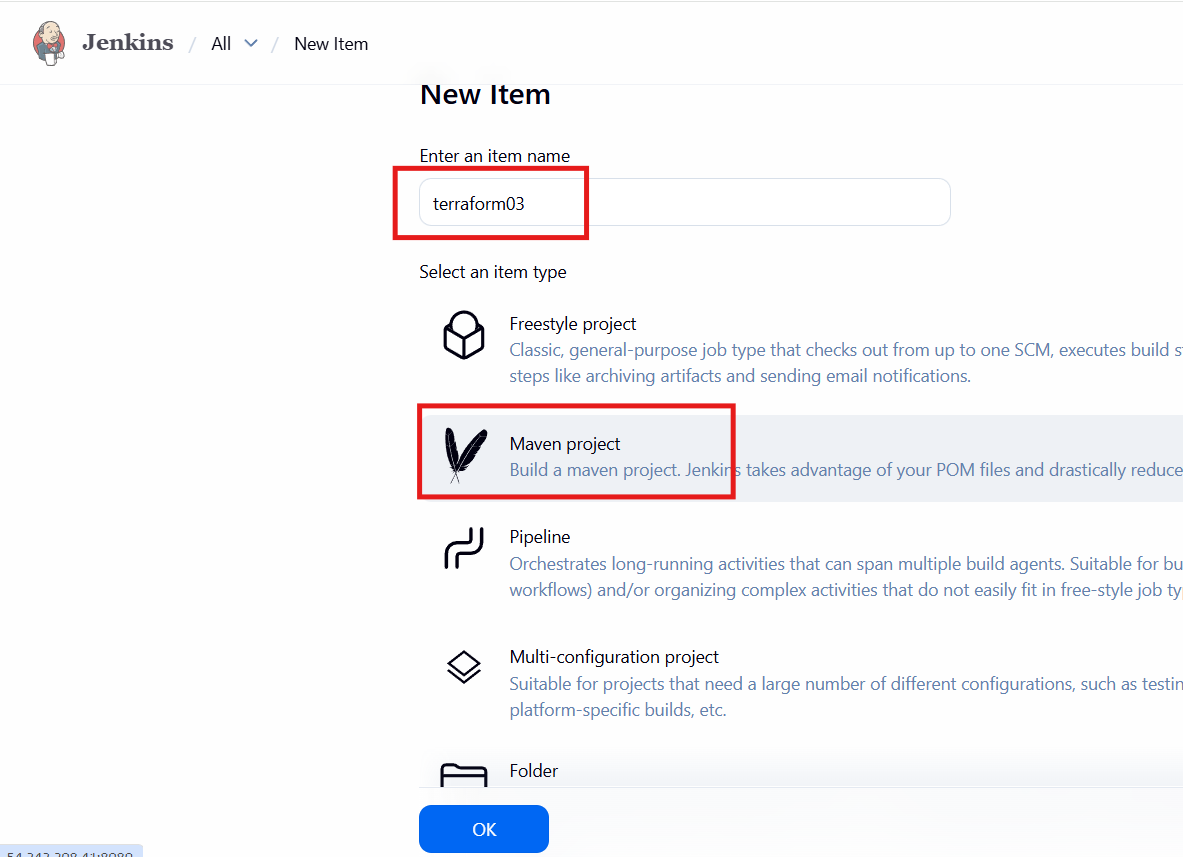 Jenkins / All / New Item
New Item
Enter an item name
terraform03
Select an item type
Freestyle project
Classic, general-purpose job type that checks out from up to one SCM, executes build
steps like archiving artifacts and sending email notifications.
Maven project
Build a maven project. Jenkins takes advantage of your POM files and drastically reduce
Pipeline
Orchestrates long-running activities that can span multiple build agents. Suitable for bu
workflows) and/or organizing complex activities that do not easily fit in free-style job ty
Multi-configuration project
Suitable for projects that need a large number of different configurations, such as testin
platform-specific builds, etc.
Folder
OK